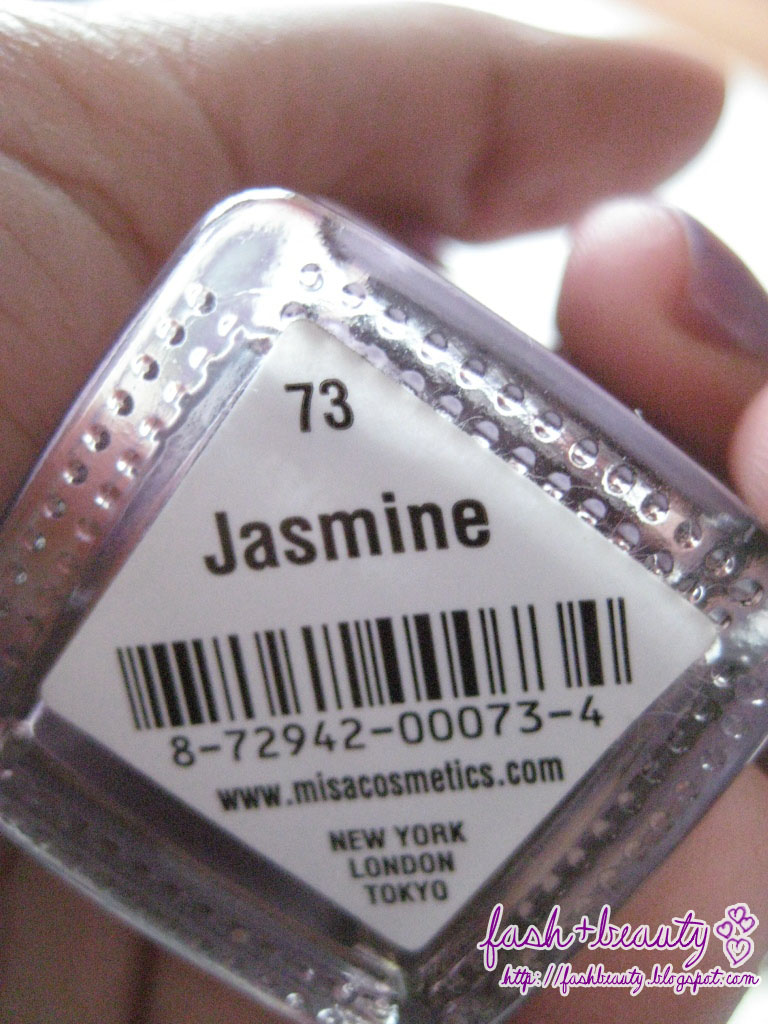 73
Jasmine
8-72942-00073-4
www.misacosmetics.com
NEW YORK
LONDON
TOKYO
fash+beauty
http://fashbeauty.blogspot.com